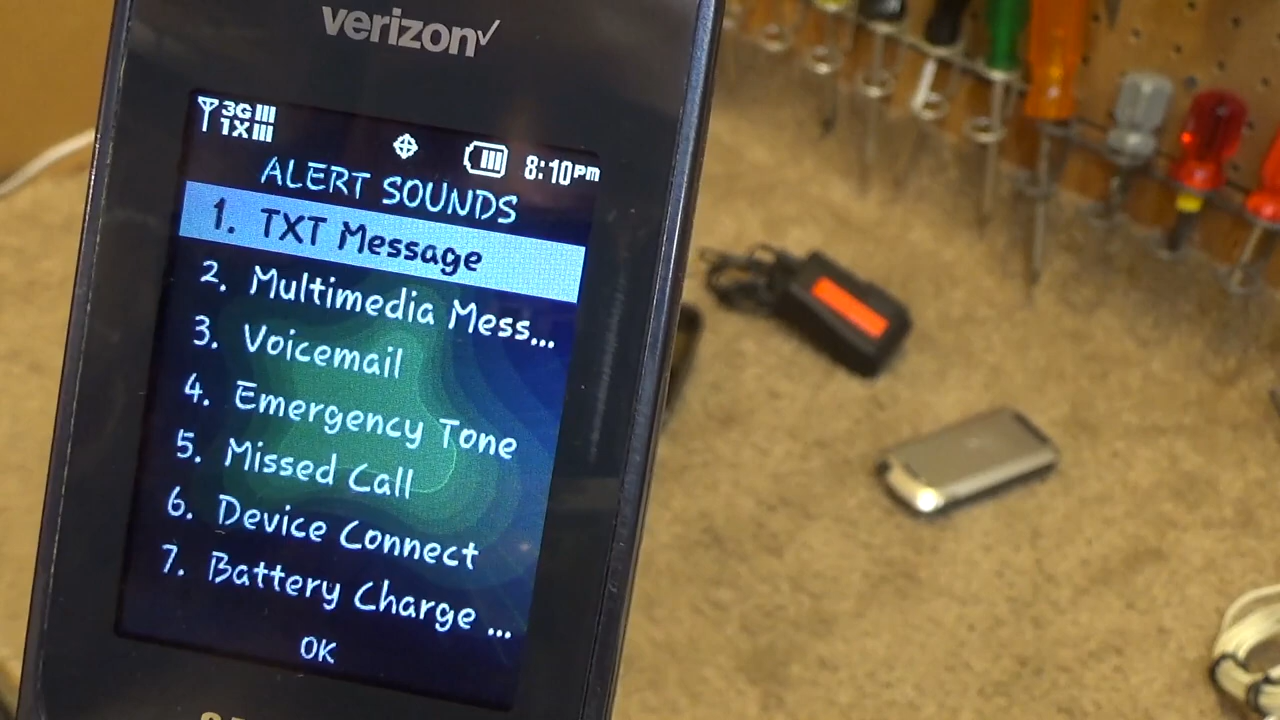 verizon✓
3G
1X
8:10PM
ALERT SOUNDS
1. TXT Message
2. Multimedia Mess...
3. Voicemail
4. Emergency Tone
5. Missed Call
6. Device Connect
7. Battery Charge ...
OK